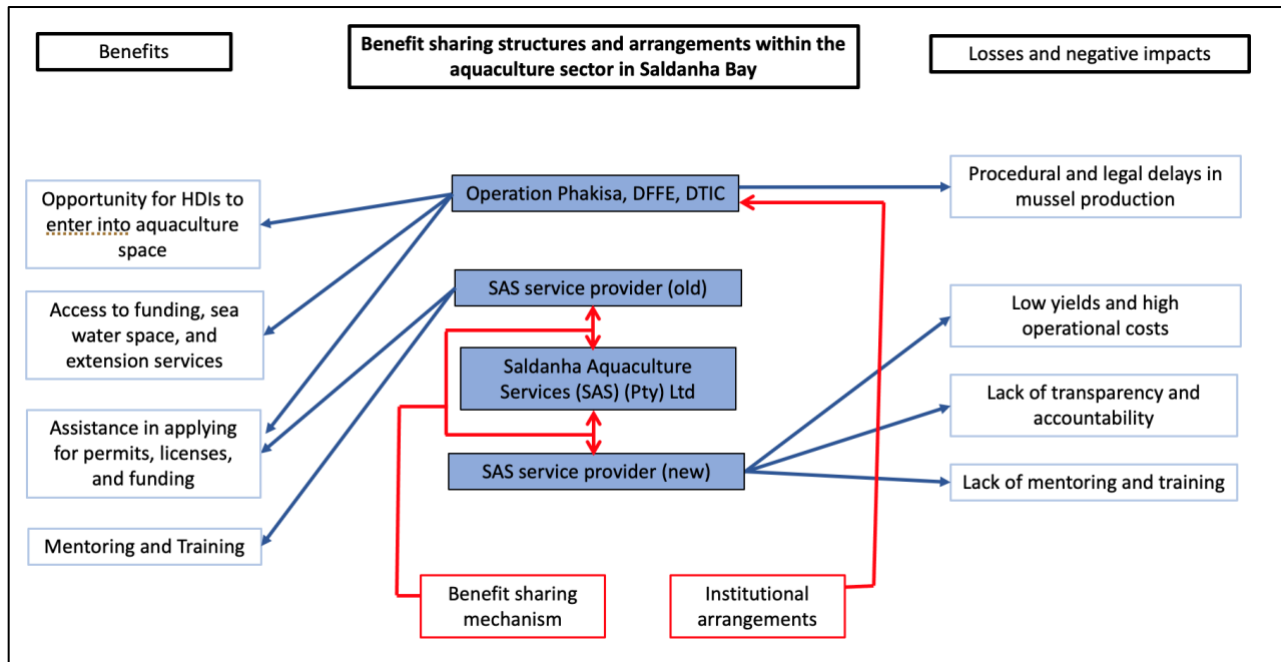 Benefits
Benefit sharing structures and arrangements within the
aquaculture sector in Saldanha Bay
Losses and negative impacts
Opportunity for HDIs to
enter into aquaculture
space
Access to funding, sea
water space, and
extension services
Assistance in applying
for permits, licenses,
and funding
Mentoring and Training
Operation Phakisa, DFFE, DTIC
SAS service provider (old)
Saldanha Aquaculture
Services (SAS) (Pty) Ltd
SAS service provider (new)
Benefit sharing
mechanism
Institutional
arrangements
Procedural and legal delays in
mussel production
Low yields and high
operational costs
Lack of transparency and
accountability
Lack of mentoring and training